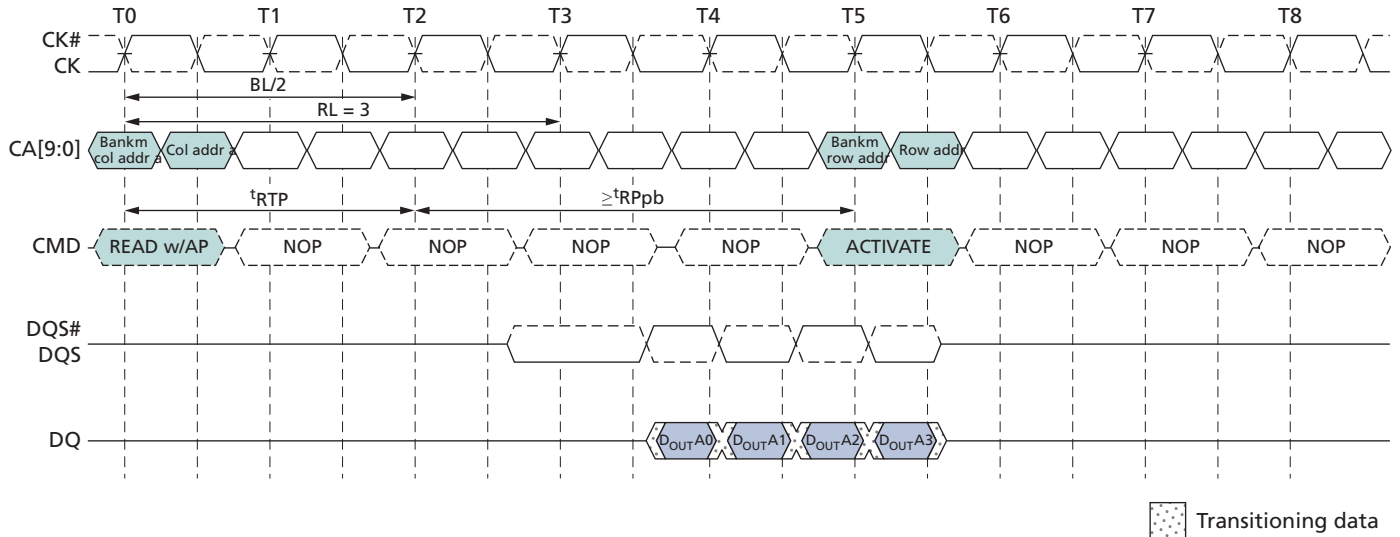 T0 T1 T2 T3 T4 T5 T6 T7 T8
CK#
CK
BL/2
RL = 3
CA[9:0]
Bankm
col addr a
Col addr a
Bankm
row addr
Row addr
tRTP
≥tRPpb
CMD READ w/AP NOP NOP NOP NOP ACTIVATE NOP NOP NOP
DQS#
DQS
DQ DOUTA0 DOUTA1 DOUTA2 DOUTA3
Transitioning data